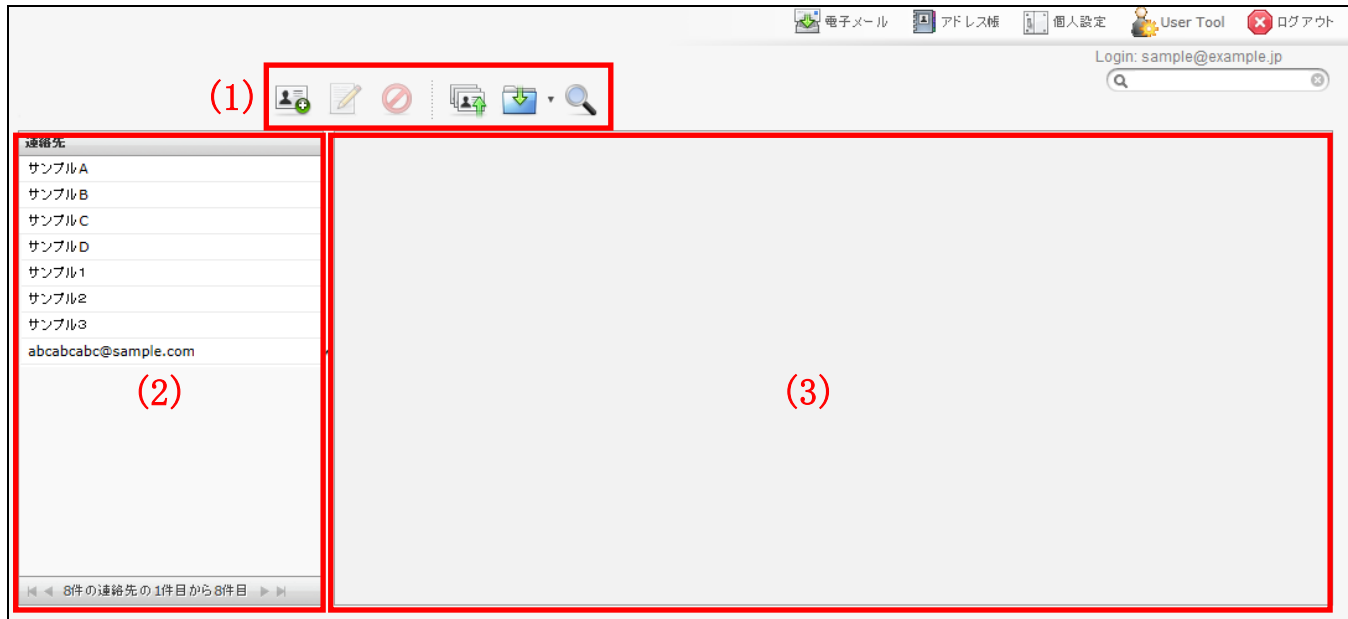 電子メール アドレス帳 個人設定 User Tool ログアウト
Login: sample@example.jp
(1)
連絡先
サンプルA
サンプルB
サンプルC
サンプルD
サンプル1
サンプル2
サンプル3
abcabcabc@sample.com
(2)
(3)
8件の連絡先の1件目から8件目